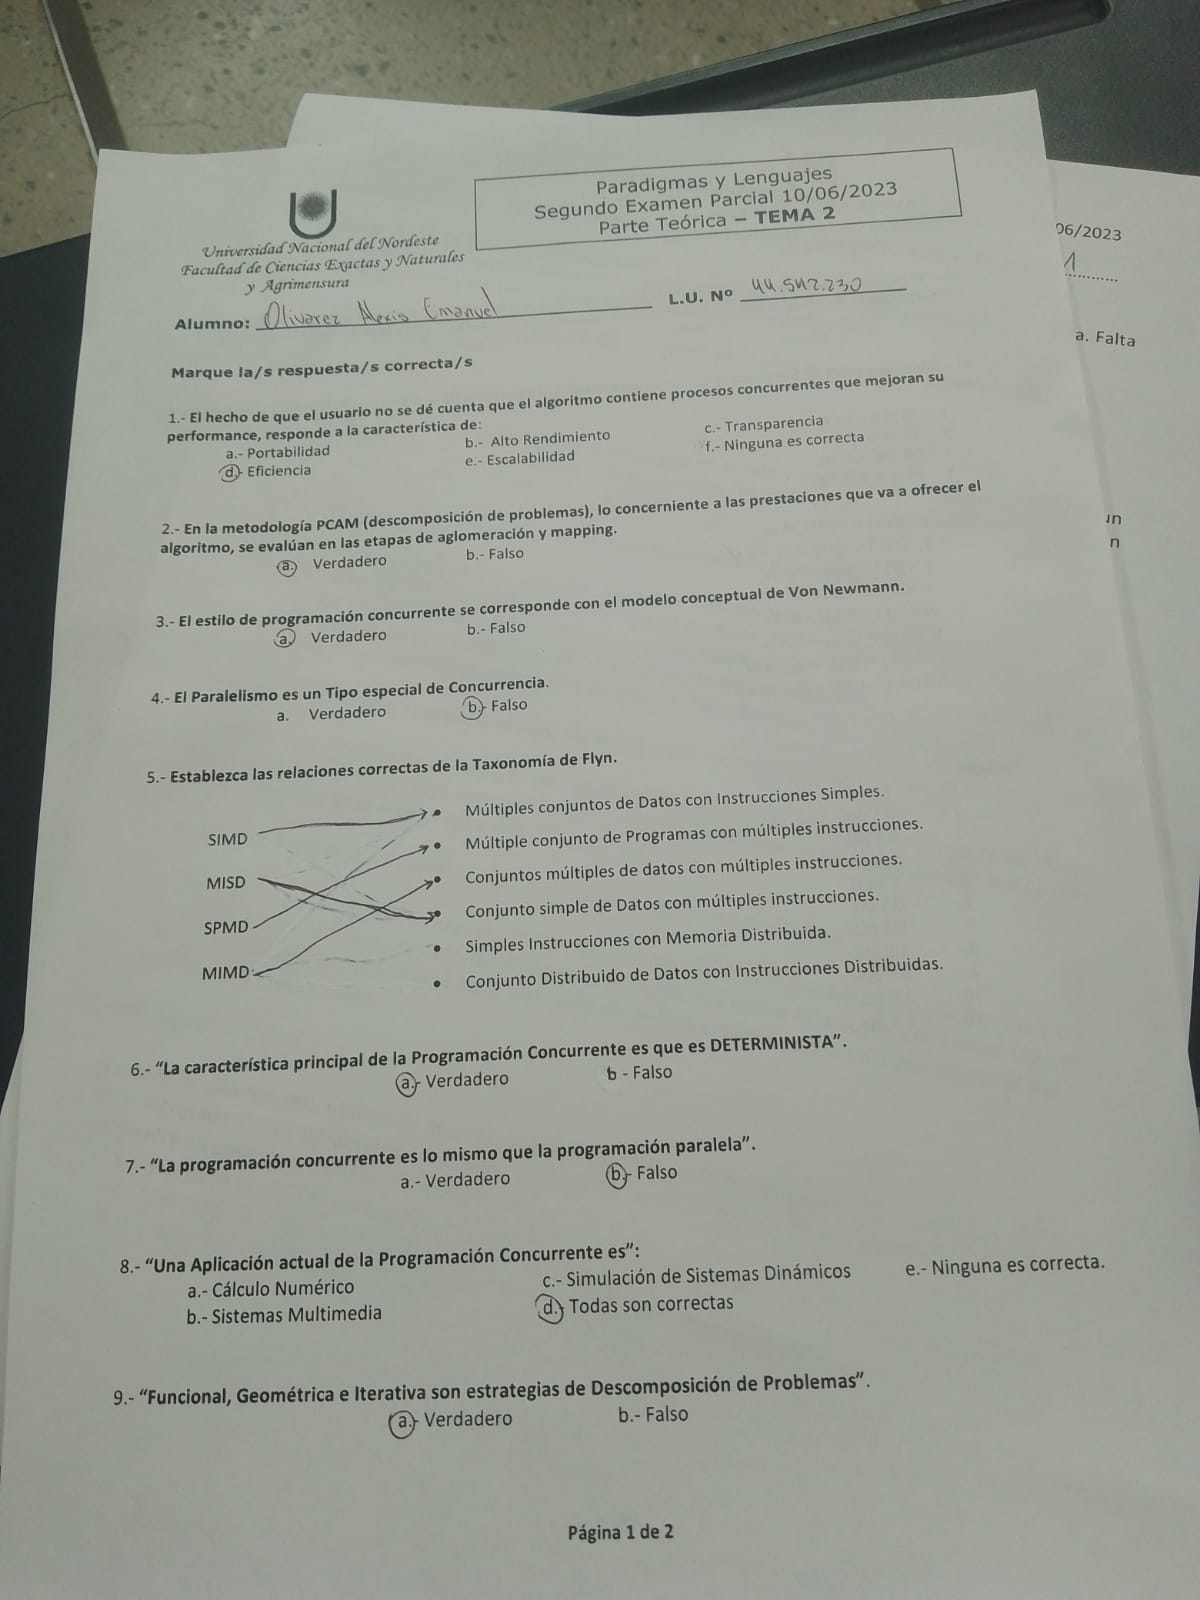 Paradigmas y Lenguajes
Segundo Examen Parcial 10/06/2023
Parte Teórica – TEMA 2
Universidad Nacional del Nordeste
Facultad de Ciencias Exactas y Naturales
y Agrimensura
Alumno: Olivarez Alexis Emanuel L.U. Nº 44.542.230
Marque la/s respuesta/s correcta/s
1.- El hecho de que el usuario no se dé cuenta que el algoritmo contiene procesos concurrentes que mejoran su
performance, responde a la característica de:
a.- Portabilidad b.- Alto Rendimiento c.- Transparencia
d.- Eficiencia e.- Escalabilidad f.- Ninguna es correcta
2.- En la metodología PCAM (descomposición de problemas), lo concerniente a las prestaciones que va a ofrecer el
algoritmo, se evalúan en las etapas de aglomeración y mapping.
a. Verdadero b.- Falso
3.- El estilo de programación concurrente se corresponde con el modelo conceptual de Von Newmann.
a. Verdadero b.- Falso
4.- El Paralelismo es un Tipo especial de Concurrencia.
a. Verdadero b.- Falso
5.- Establezca las relaciones correctas de la Taxonomía de Flyn.
SIMD
MISD
SPMD
MIMD
• Múltiples conjuntos de Datos con Instrucciones Simples.
• Múltiple conjunto de Programas con múltiples instrucciones.
• Conjuntos múltiples de datos con múltiples instrucciones.
• Conjunto simple de Datos con múltiples instrucciones.
• Simples Instrucciones con Memoria Distribuida.
• Conjunto Distribuido de Datos con Instrucciones Distribuidas.
6.- “La característica principal de la Programación Concurrente es que es DETERMINISTA”.
a.- Verdadero b - Falso
7.- “La programación concurrente es lo mismo que la programación paralela”.
a.- Verdadero b.- Falso
8.- “Una Aplicación actual de la Programación Concurrente es”:
a.- Cálculo Numérico c.- Simulación de Sistemas Dinámicos e.- Ninguna es correcta.
b.- Sistemas Multimedia d.- Todas son correctas
9.- “Funcional, Geométrica e Iterativa son estrategias de Descomposición de Problemas”.
a.- Verdadero b.- Falso
Página 1 de 2
06/2023
1
a. Falta
un
n